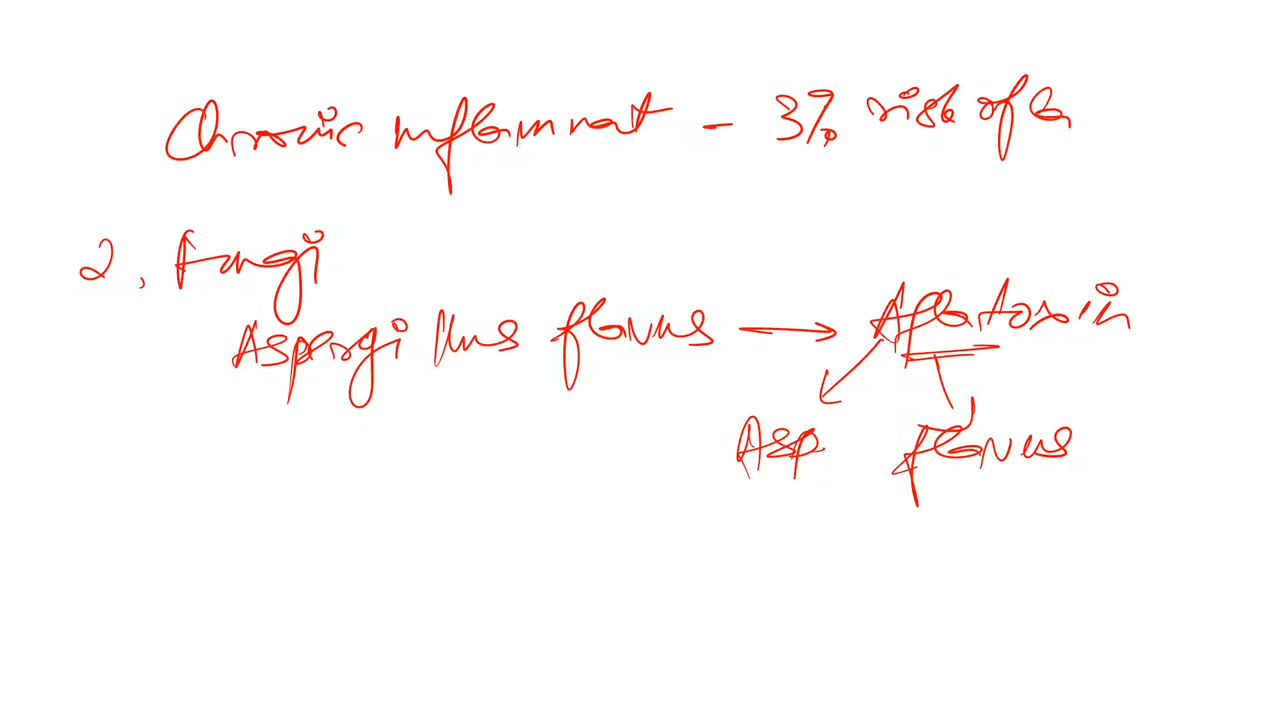 Chronic inflammat - 3% risk of Ca
2. Fungi
Aspergillus flavus → Aflatoxin
Asp flavus